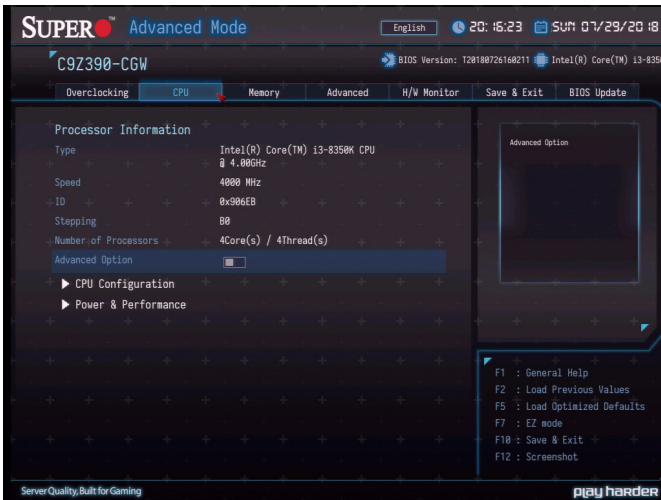 SUPER Advanced Mode
English
20:16:23
SUN 07/29/2018
C9Z390-CGW
BIOS Version: T20180726160211
Intel(R) Core(TM) i3-835
Overclocking CPU Memory Advanced H/W Monitor Save & Exit BIOS Update
Processor Information
Type Intel(R) Core(TM) i3-8350K CPU
@ 4.00GHz
Speed 4000 MHz
ID 0x906EB
Stepping B0
Number of Processors 4Core(s) / 4Thread(s)
Advanced Option
CPU Configuration
Power & Performance
Advanced Option
F1 : General Help
F2 : Load Previous Values
F5 : Load Optimized Defaults
F7 : EZ mode
F10 : Save & Exit
F12 : Screenshot
Server Quality, Built for Gaming
play harder